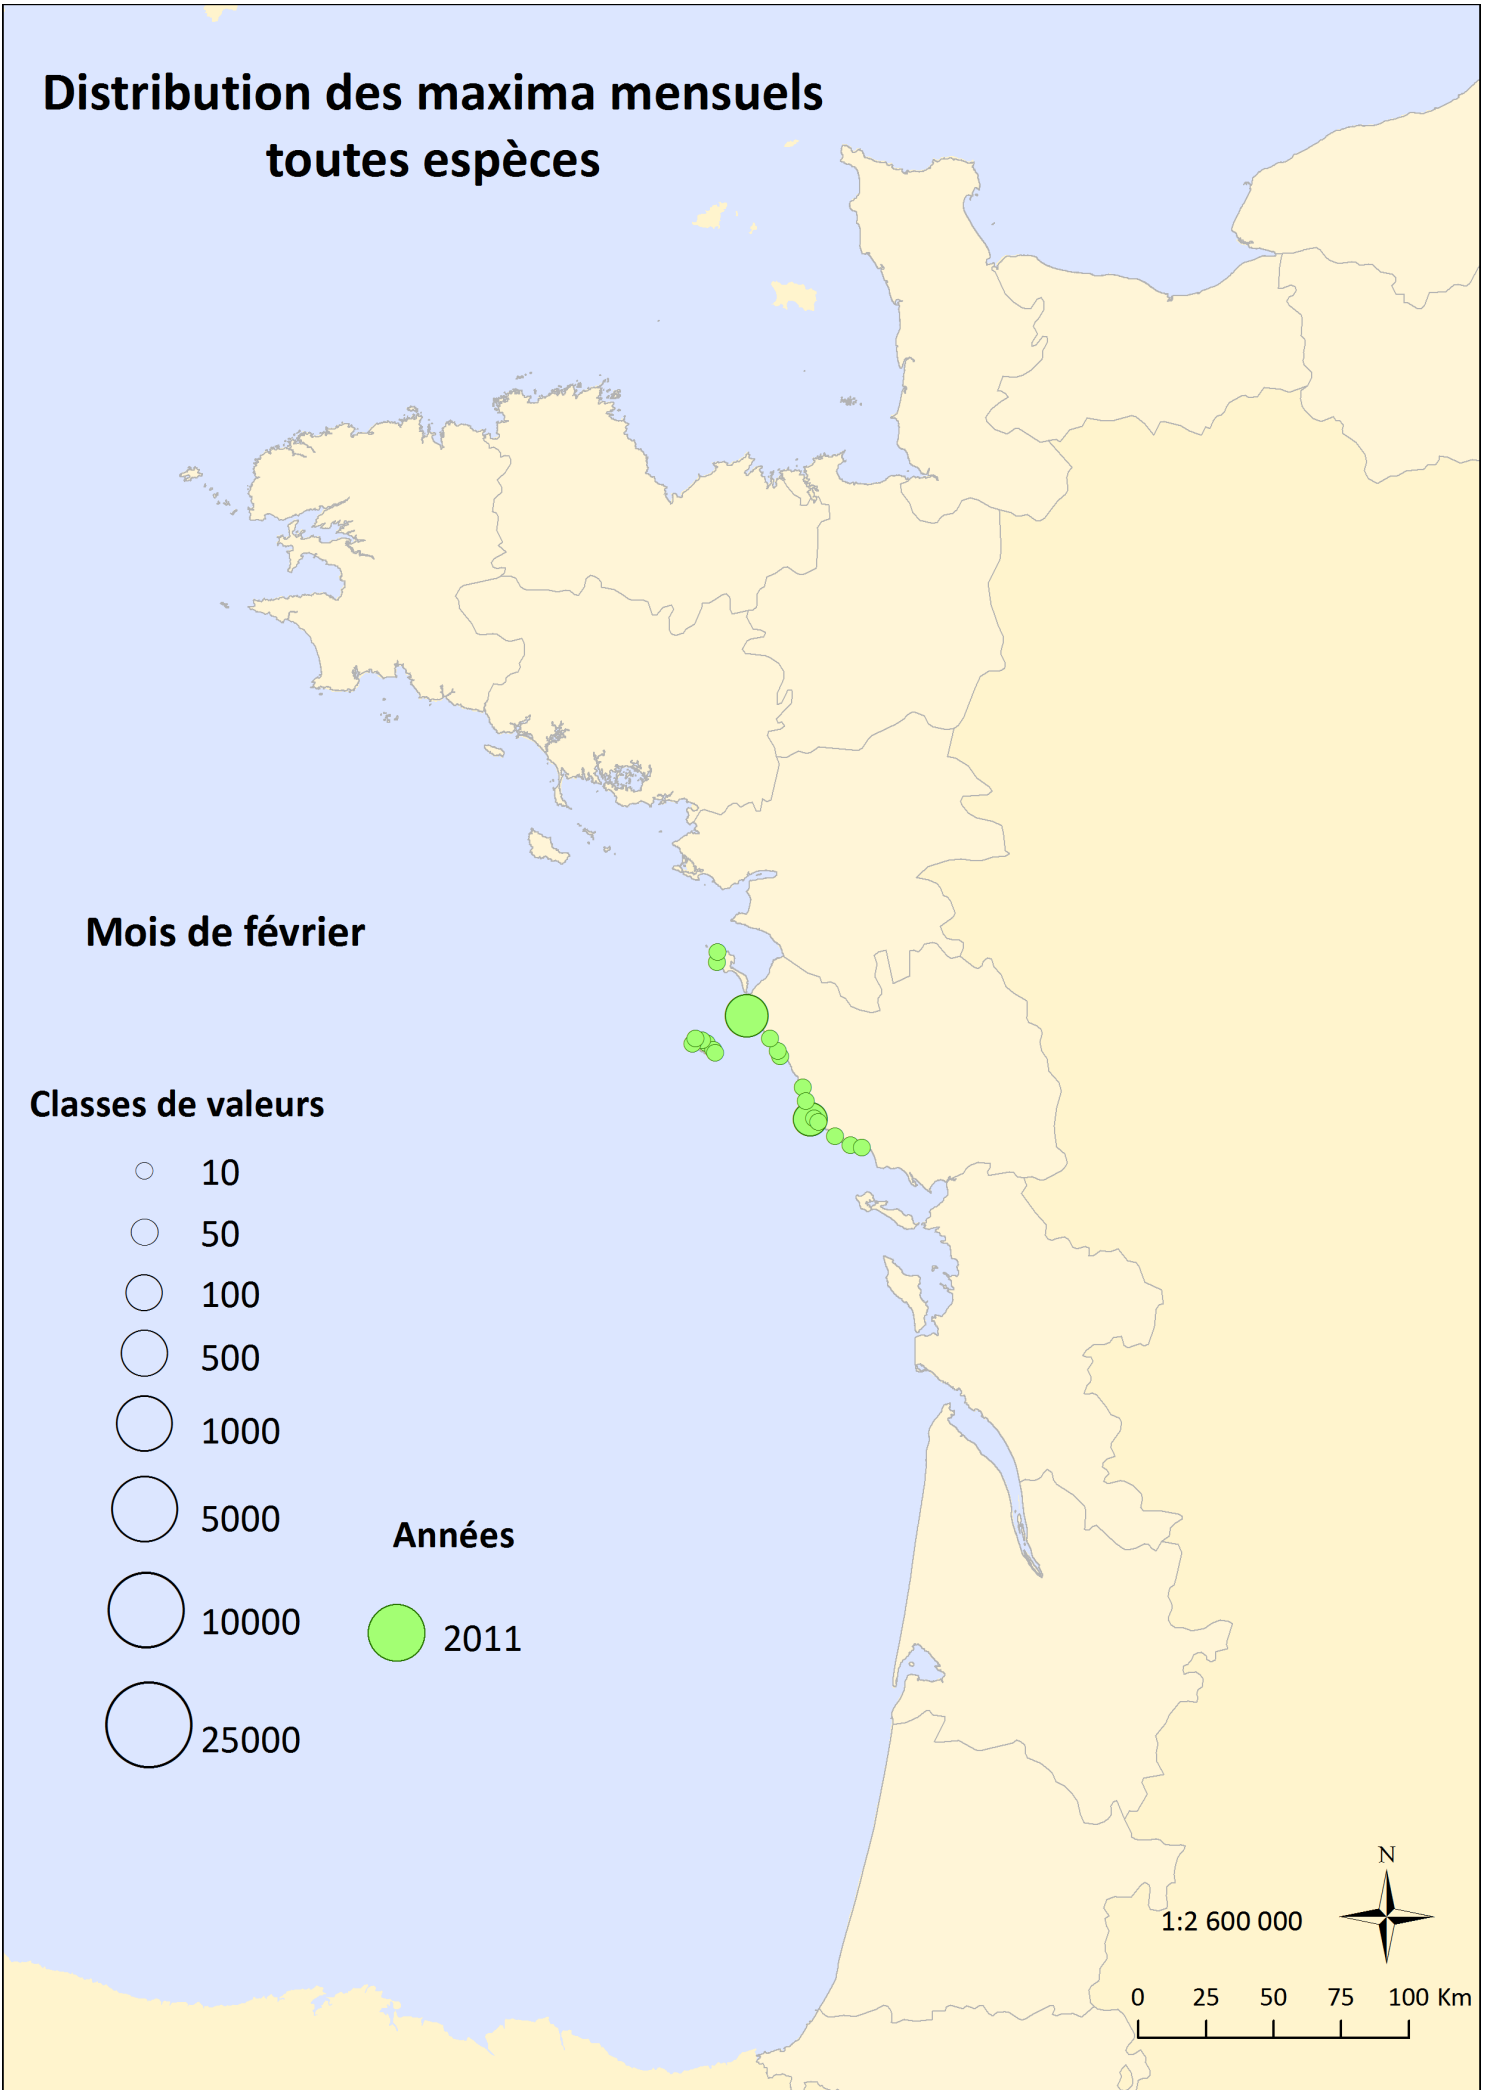 Distribution des maxima mensuels
toutes espèces
Mois de février
Classes de valeurs
10
50
100
500
1000
5000
10000
25000
Années
2011
N
1:2 600 000
0 25 50 75 100 Km